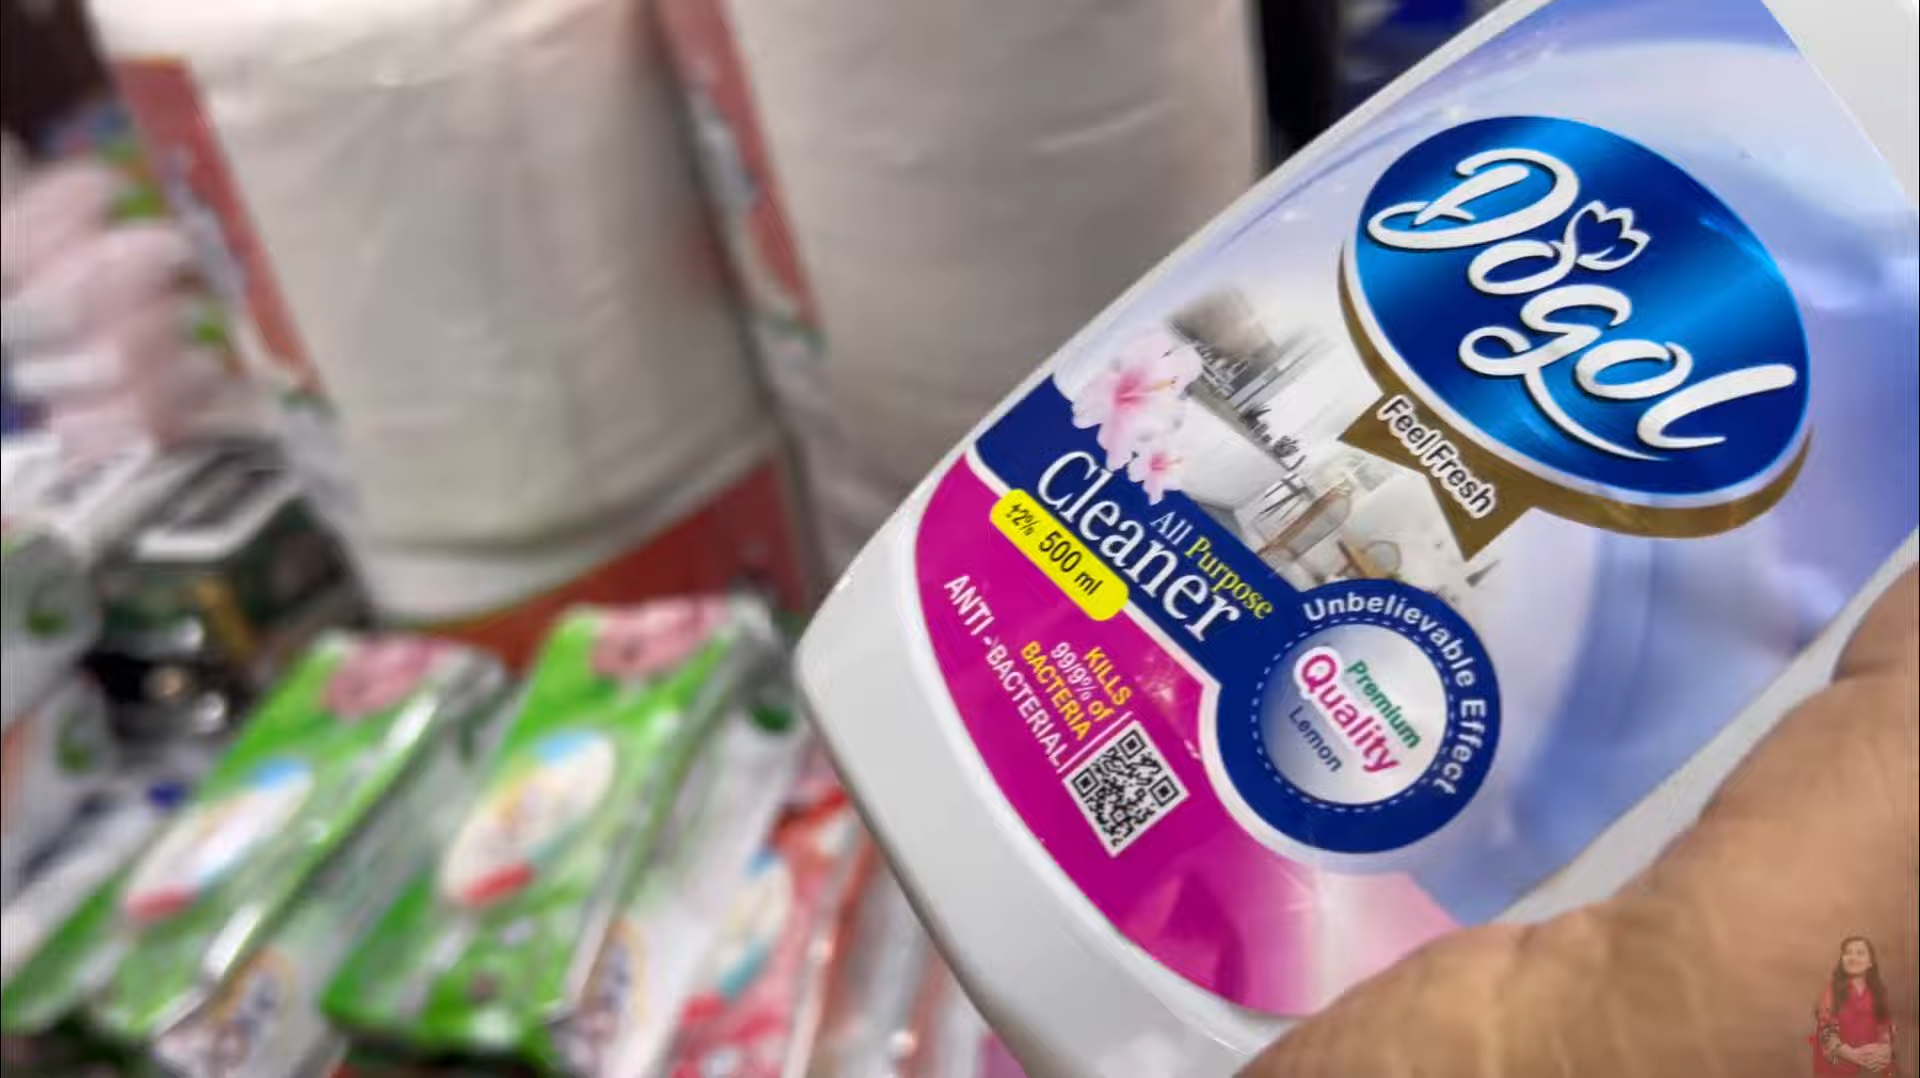 Dogol
Feel Fresh
All Purpose
Cleaner
±2% 500 ml
ANTI-BACTERIAL
KILLS
99/9% of
BACTERIA
Unbelievable Effect
Premium
Quality
Lemon